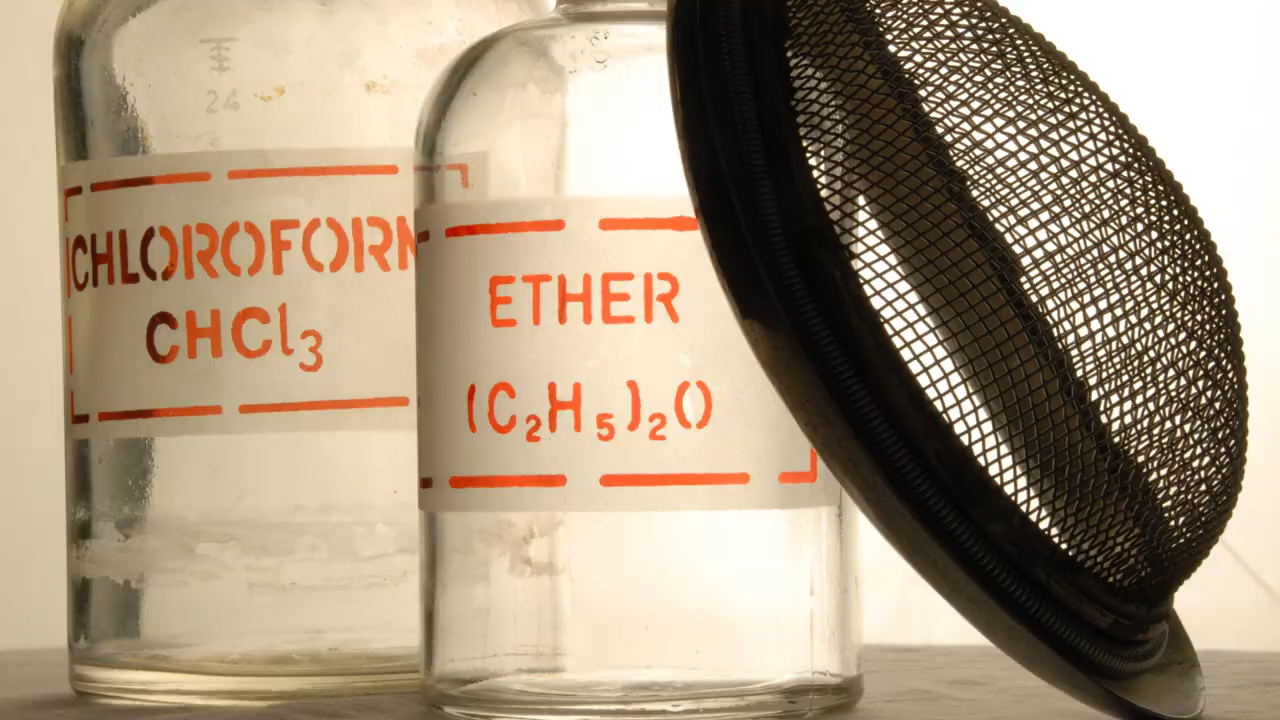 24
CHLOROFORM
CHCl₃
ETHER
(C₂H₅)₂O